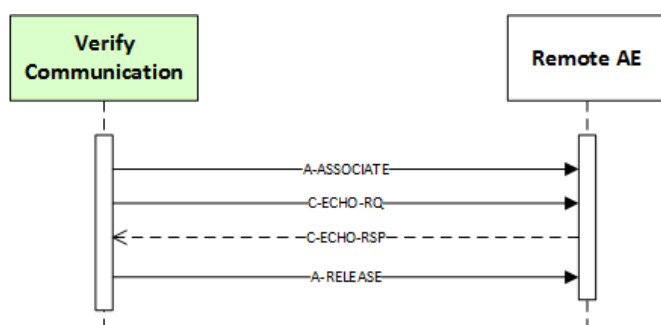 Verify
Communication
Remote AE
A-ASSOCIATE
C-ECHO-RQ
C-ECHO-RSP
A-RELEASE